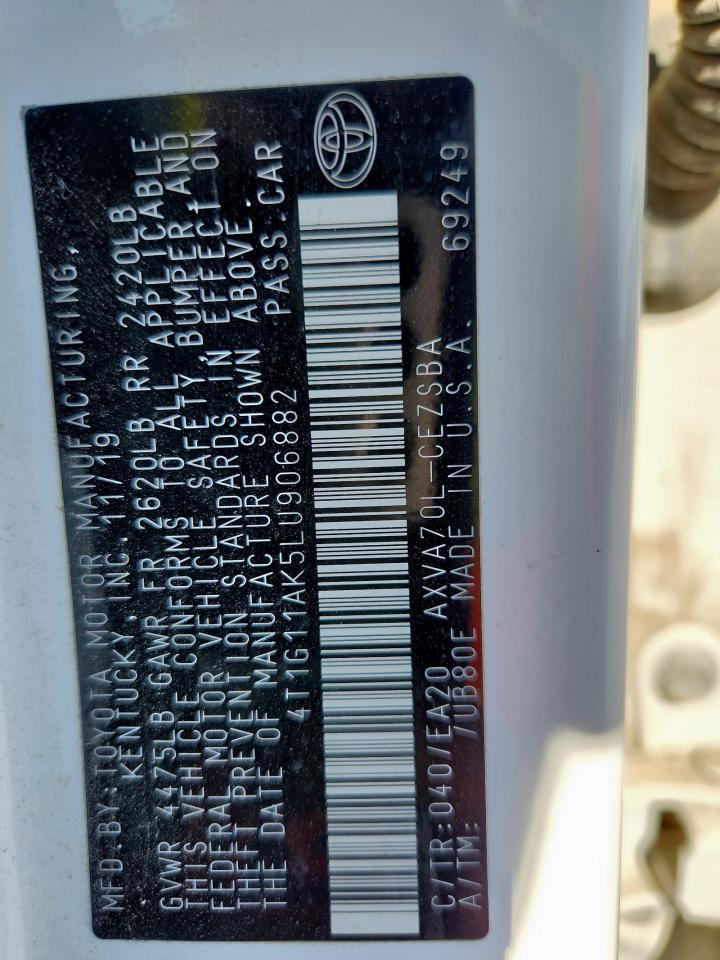 MFD.BY:TOYOTA MOTOR MANUFACTURING,
KENTUCKY, INC. 11/19
GVWR 4475LB GAWR FR 2620LB RR 2420LB
THIS VEHICLE CONFORMS TO ALL APPLICABLE
FEDERAL MOTOR VEHICLE SAFETY, BUMPER, AND
THEFT PREVENTION STANDARDS IN EFFECT ON
THE DATE OF MANUFACTURE SHOWN ABOVE.
4T1G11AK5LU906882 PASS.CAR
C/TR:040/EA20 AXVA70L-CEZSBA
A/TM: /UB80E MADE IN U.S.A. 69249